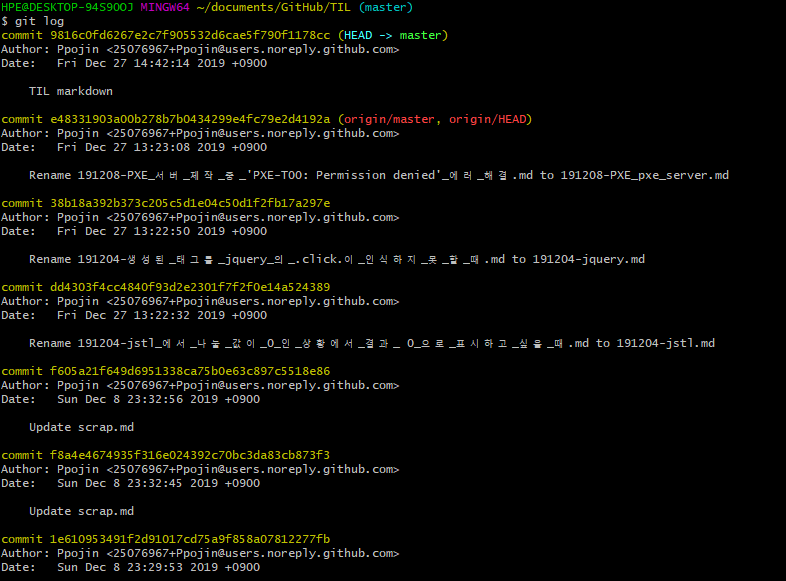 HPE@DESKTOP-94S9OOJ MINGW64 ~/documents/GitHub/TIL (master)
$ git log
commit 9816c0fd6267e2c7f905532d6cae5f790f1178cc (HEAD -> master)
Author: Ppojin <25076967+Ppojin@users.noreply.github.com>
Date:   Fri Dec 27 14:42:14 2019 +0900
TIL markdown
commit e48331903a00b278b7b0434299e4fc79e2d4192a (origin/master, origin/HEAD)
Author: Ppojin <25076967+Ppojin@users.noreply.github.com>
Date:   Fri Dec 27 13:23:08 2019 +0900
Rename 191208-PXE_서버_제작_중_'PXE-T00: Permission denied'_에러_해결.md to 191208-PXE_pxe_server.md
commit 38b18a392b373c205c5d1e04c50d1f2fb17a297e
Author: Ppojin <25076967+Ppojin@users.noreply.github.com>
Date:   Fri Dec 27 13:22:50 2019 +0900
Rename 191204-생성된_태그를_jquery_의_.click.이_인식하지_못_할_때.md to 191204-jquery.md
commit dd4303f4cc4840f93d2e2301f7f2f0e14a524389
Author: Ppojin <25076967+Ppojin@users.noreply.github.com>
Date:   Fri Dec 27 13:22:32 2019 +0900
Rename 191204-jstl_에서_나눌_값이_0_인_상황에서_결과_ 0_으로_표시하고_싶을_때.md to 191204-jstl.md
commit f605a21f649d6951338ca75b0e63c897c5518e86
Author: Ppojin <25076967+Ppojin@users.noreply.github.com>
Date:   Sun Dec 8 23:32:56 2019 +0900
Update scrap.md
commit f8a4e4674935f316e024392c70bc3da83cb873f3
Author: Ppojin <25076967+Ppojin@users.noreply.github.com>
Date:   Sun Dec 8 23:32:45 2019 +0900
Update scrap.md
commit 1e610953491f2d91017cd75a9f858a07812277fb
Author: Ppojin <25076967+Ppojin@users.noreply.github.com>
Date:   Sun Dec 8 23:29:53 2019 +0900